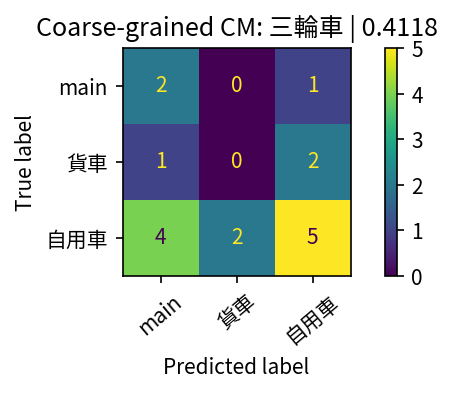 Coarse-grained CM: 三輪車 | 0.4118
True label
main 2 0 1
貨車 1 0 2
自用車 4 2 5
main 貨車 自用車
Predicted label
5
4
3
2
1
0